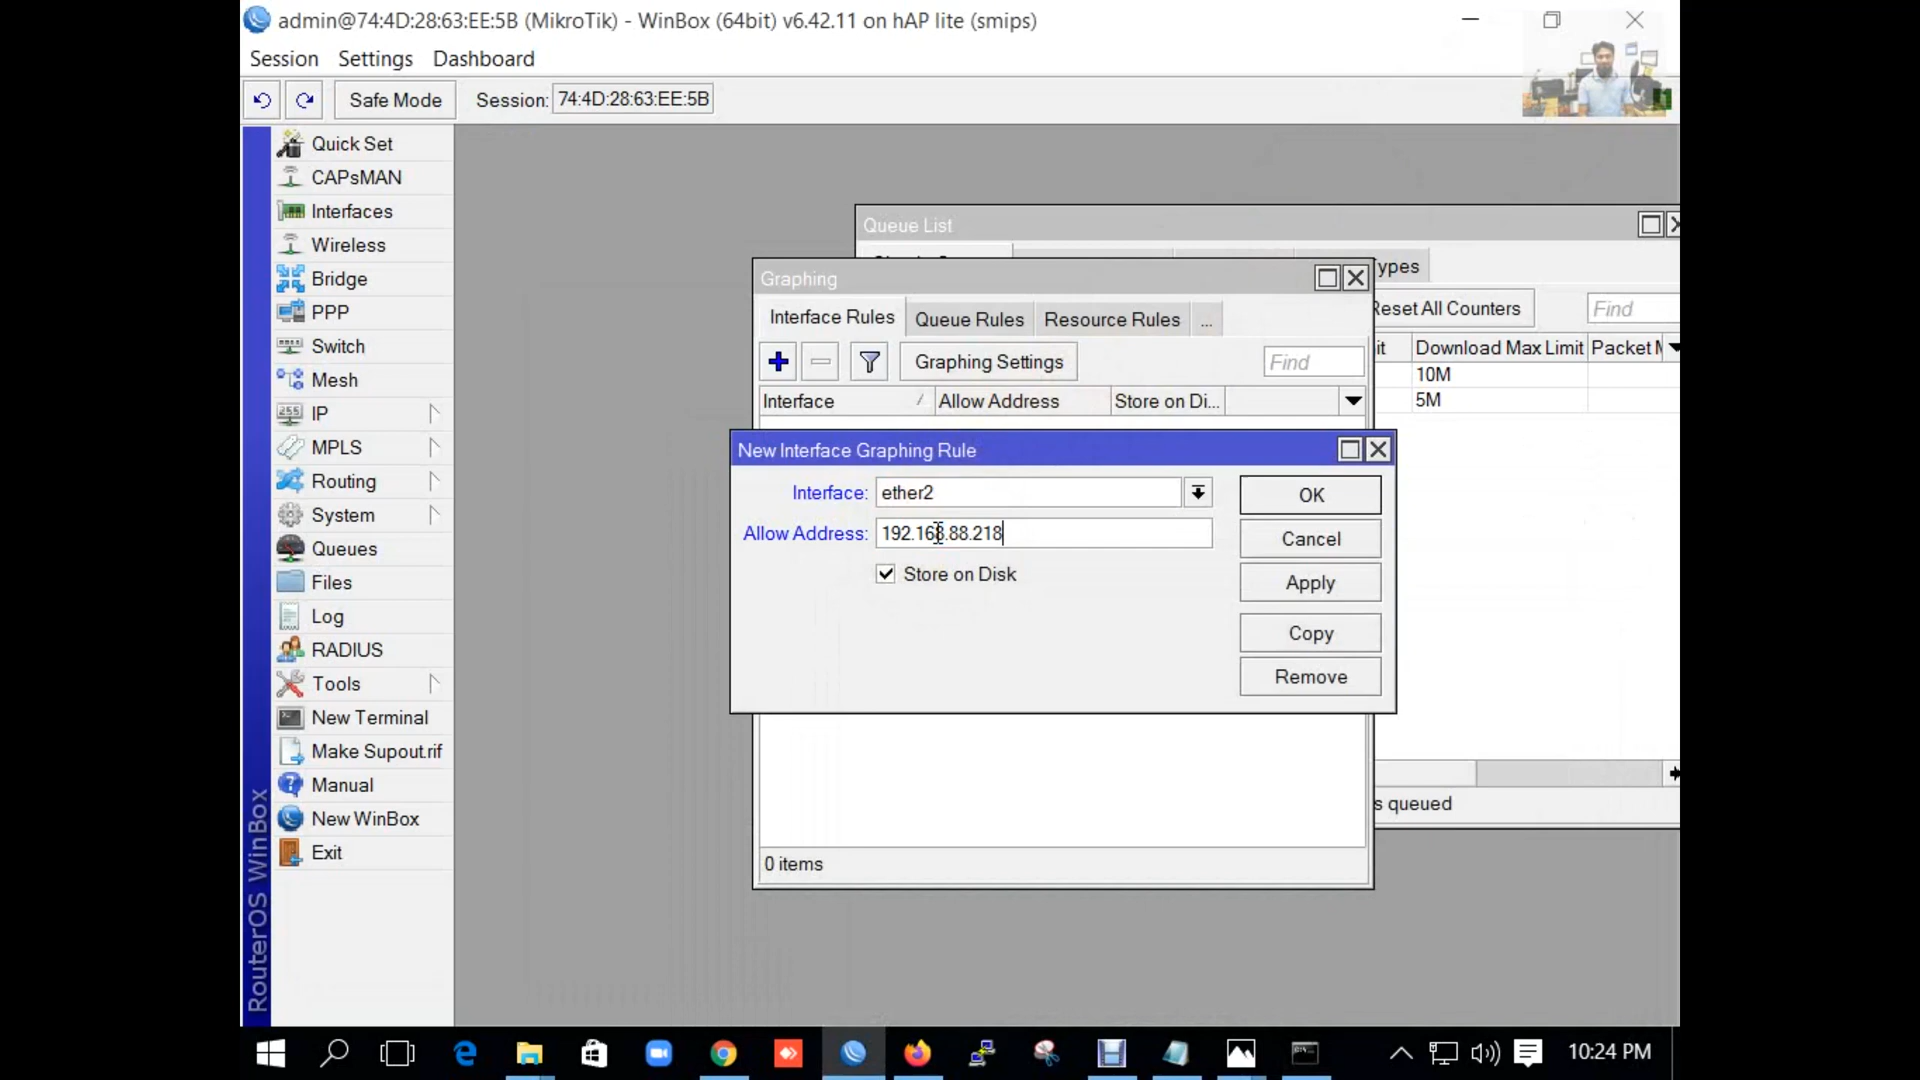 admin@74:4D:28:63:EE:5B (MikroTik) - WinBox (64bit) v6.42.11 on hAP lite (smips)
Session Settings Dashboard
Safe Mode Session: 74:4D:28:63:EE:5B
Quick Set
CAPsMAN
Interfaces
Wireless
Bridge
PPP
Switch
Mesh
IP
MPLS
Routing
System
Queues
Files
Log
RADIUS
Tools
New Terminal
Make Supout.rif
Manual
New WinBox
Exit
RouterOS WinBox
Queue List
ypes
Reset All Counters Find
it Download Max Limit Packet M
10M
5M
s queued
Graphing
Interface Rules Queue Rules Resource Rules ...
Graphing Settings Find
Interface Allow Address Store on Di...
New Interface Graphing Rule
Interface: ether2
Allow Address: 192.168.88.218
Store on Disk
OK
Cancel
Apply
Copy
Remove
0 items
10:24 PM